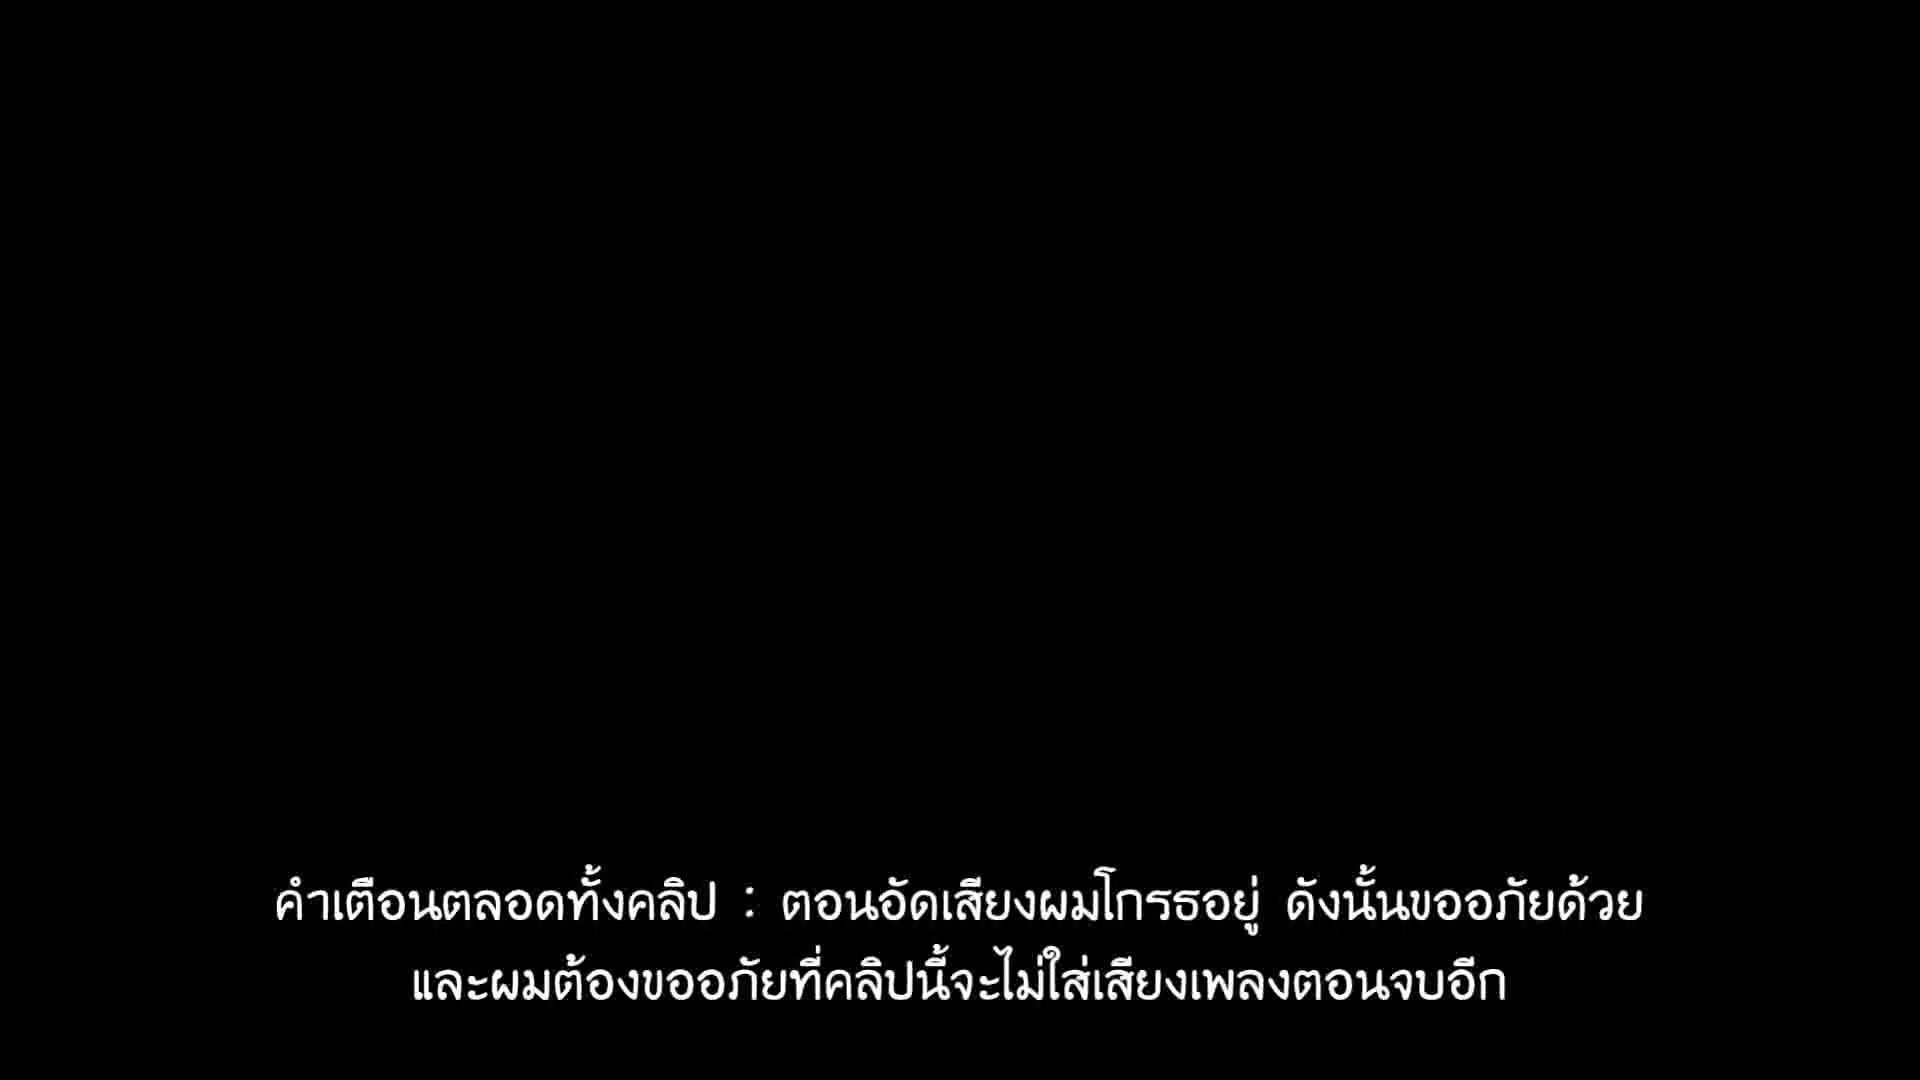 คำเตือนตลอดทั้งคลิป : ตอนอัดเสียงผมโกรธอยู่ ดังนั้นขออภัยด้วย
และผมต้องขออภัยที่คลิปนี้จะไม่ใส่เสียงเพลงตอนจบอีก